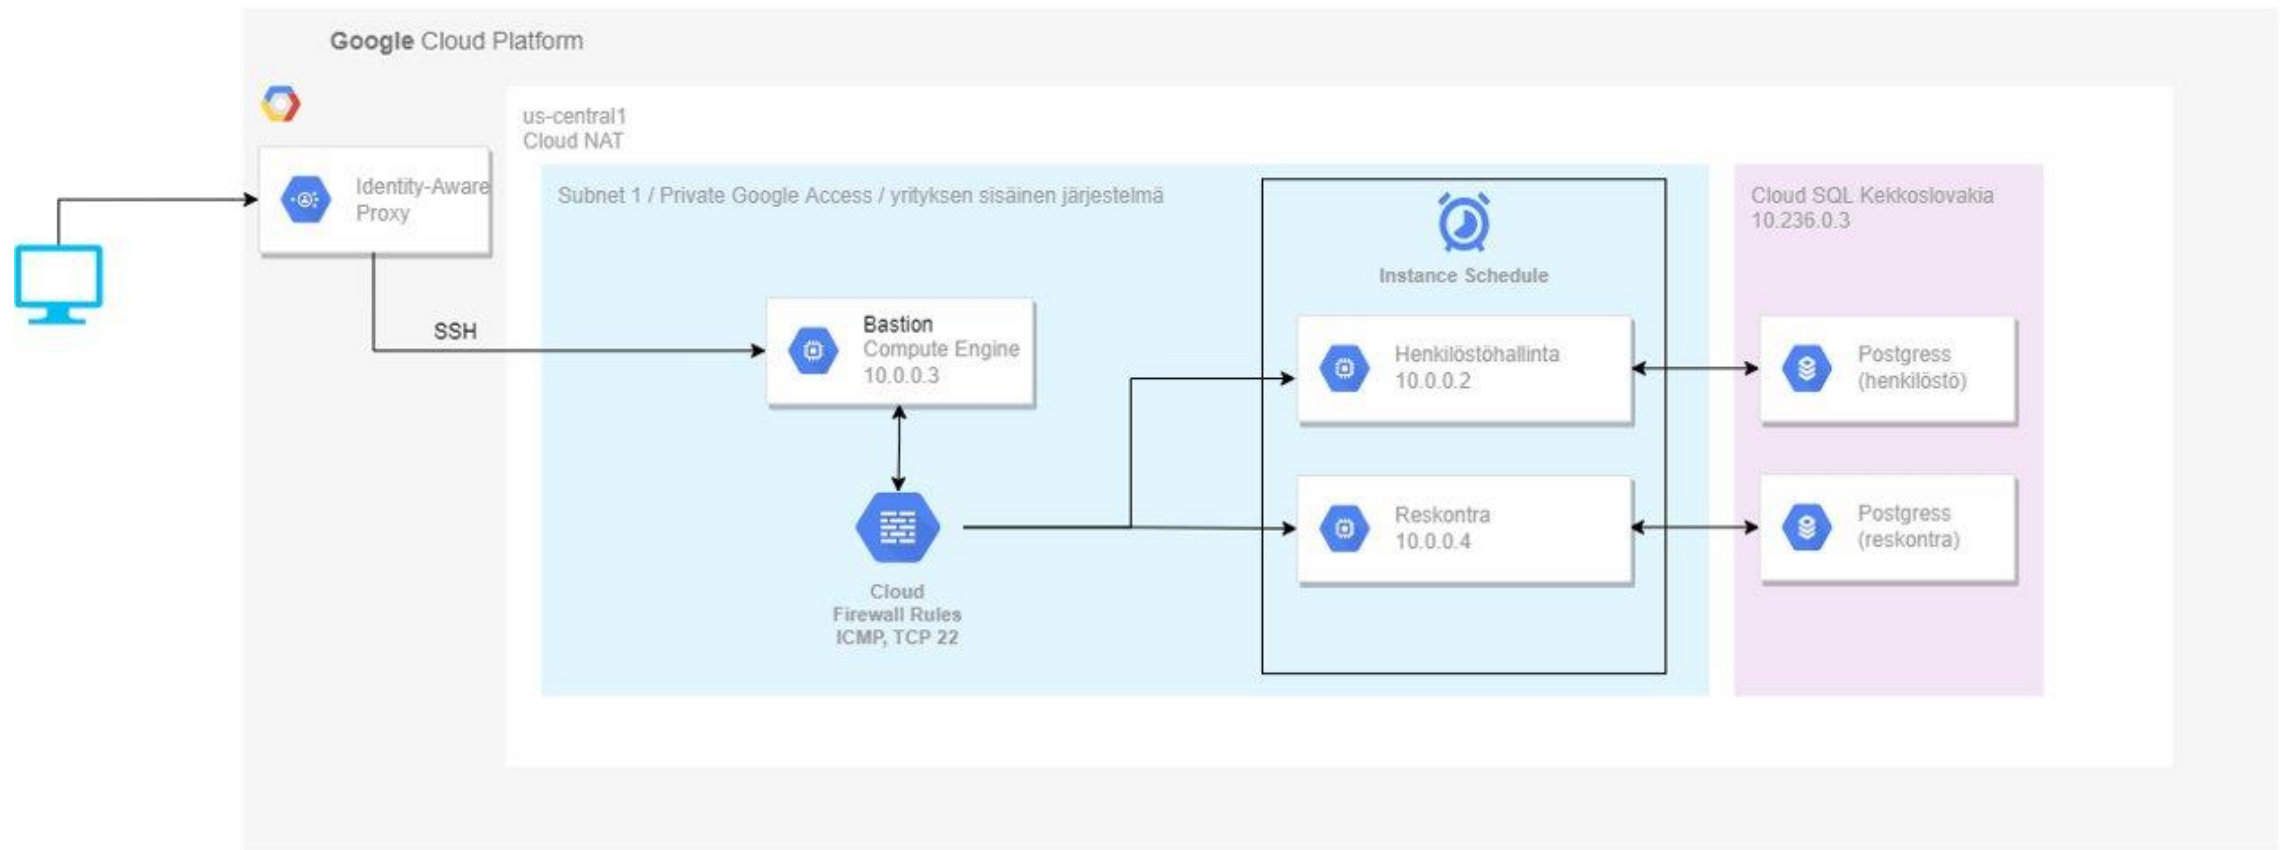 Google Cloud Platform
us-central1
Cloud NAT
Identity-Aware
Proxy
Subnet 1 / Private Google Access / yrityksen sisäinen järjestelmä
Cloud SQL Kekkoslovakia
10.236.0.3
Instance Schedule
SSH
Bastion
Compute Engine
10.0.0.3
Henkilöstöhallinta
10.0.0.2
Postgress
(henkilöstö)
Reskontra
10.0.0.4
Postgress
(reskontra)
Cloud
Firewall Rules
ICMP, TCP 22